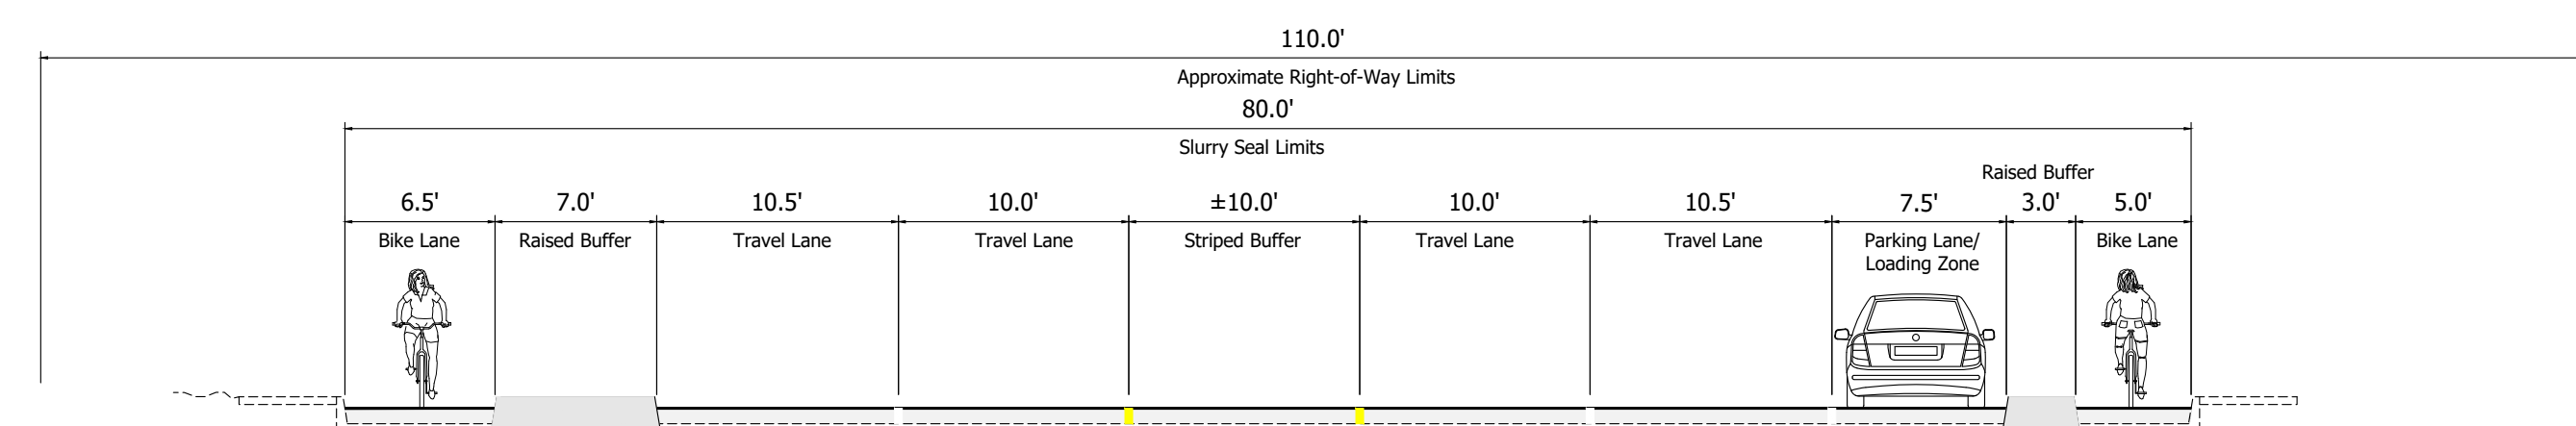 110.0'
Approximate Right-of-Way Limits
80.0'
Slurry Seal Limits
Raised Buffer
6.5' 7.0' 10.5' 10.0' ±10.0' 10.0' 10.5' 7.5' 3.0' 5.0'
Bike Lane Raised Buffer Travel Lane Travel Lane Striped Buffer Travel Lane Travel Lane Parking Lane/ Bike Lane
Loading Zone